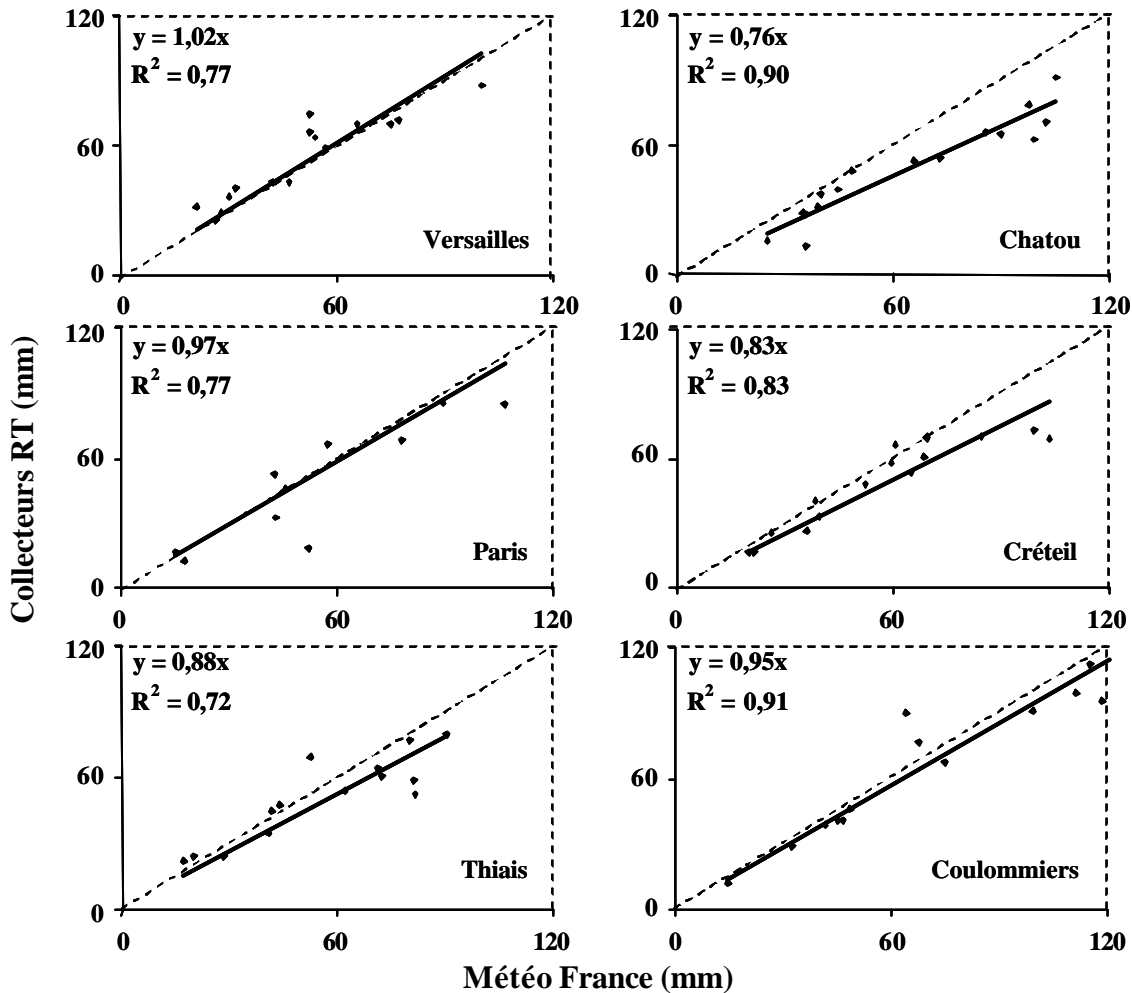 120
y = 1,02x
R² = 0,77
60
Versailles
0
0
60
120
y = 0,76x
R² = 0,90
60
Chatou
0
0
60
120
120
y = 0,97x
R² = 0,77
60
Paris
0
0
60
120
120
y = 0,83x
R² = 0,83
60
Créteil
0
0
60
120
120
y = 0,88x
R² = 0,72
60
Thiais
0
0
60
120
120
y = 0,95x
R² = 0,91
60
Coulommiers
0
0
60
120
Collecteurs RT (mm)
Météo France (mm)